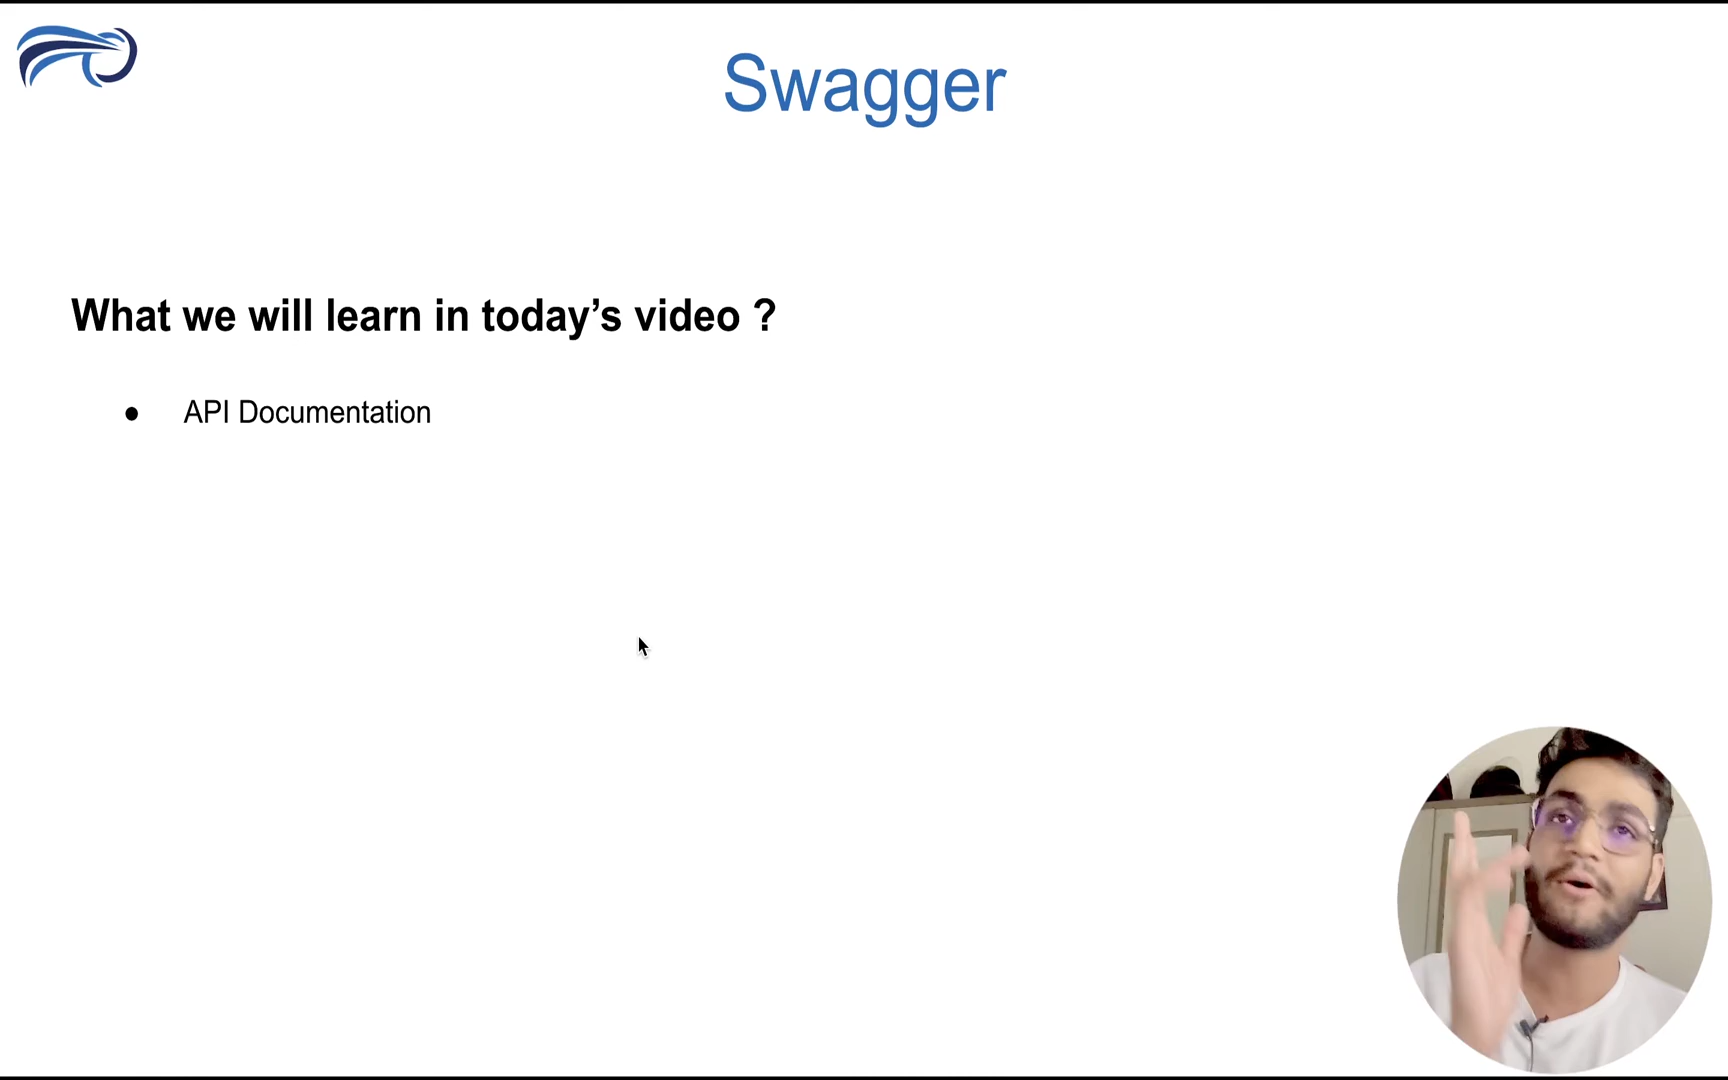 Swagger
What we will learn in today’s video ?
● API Documentation